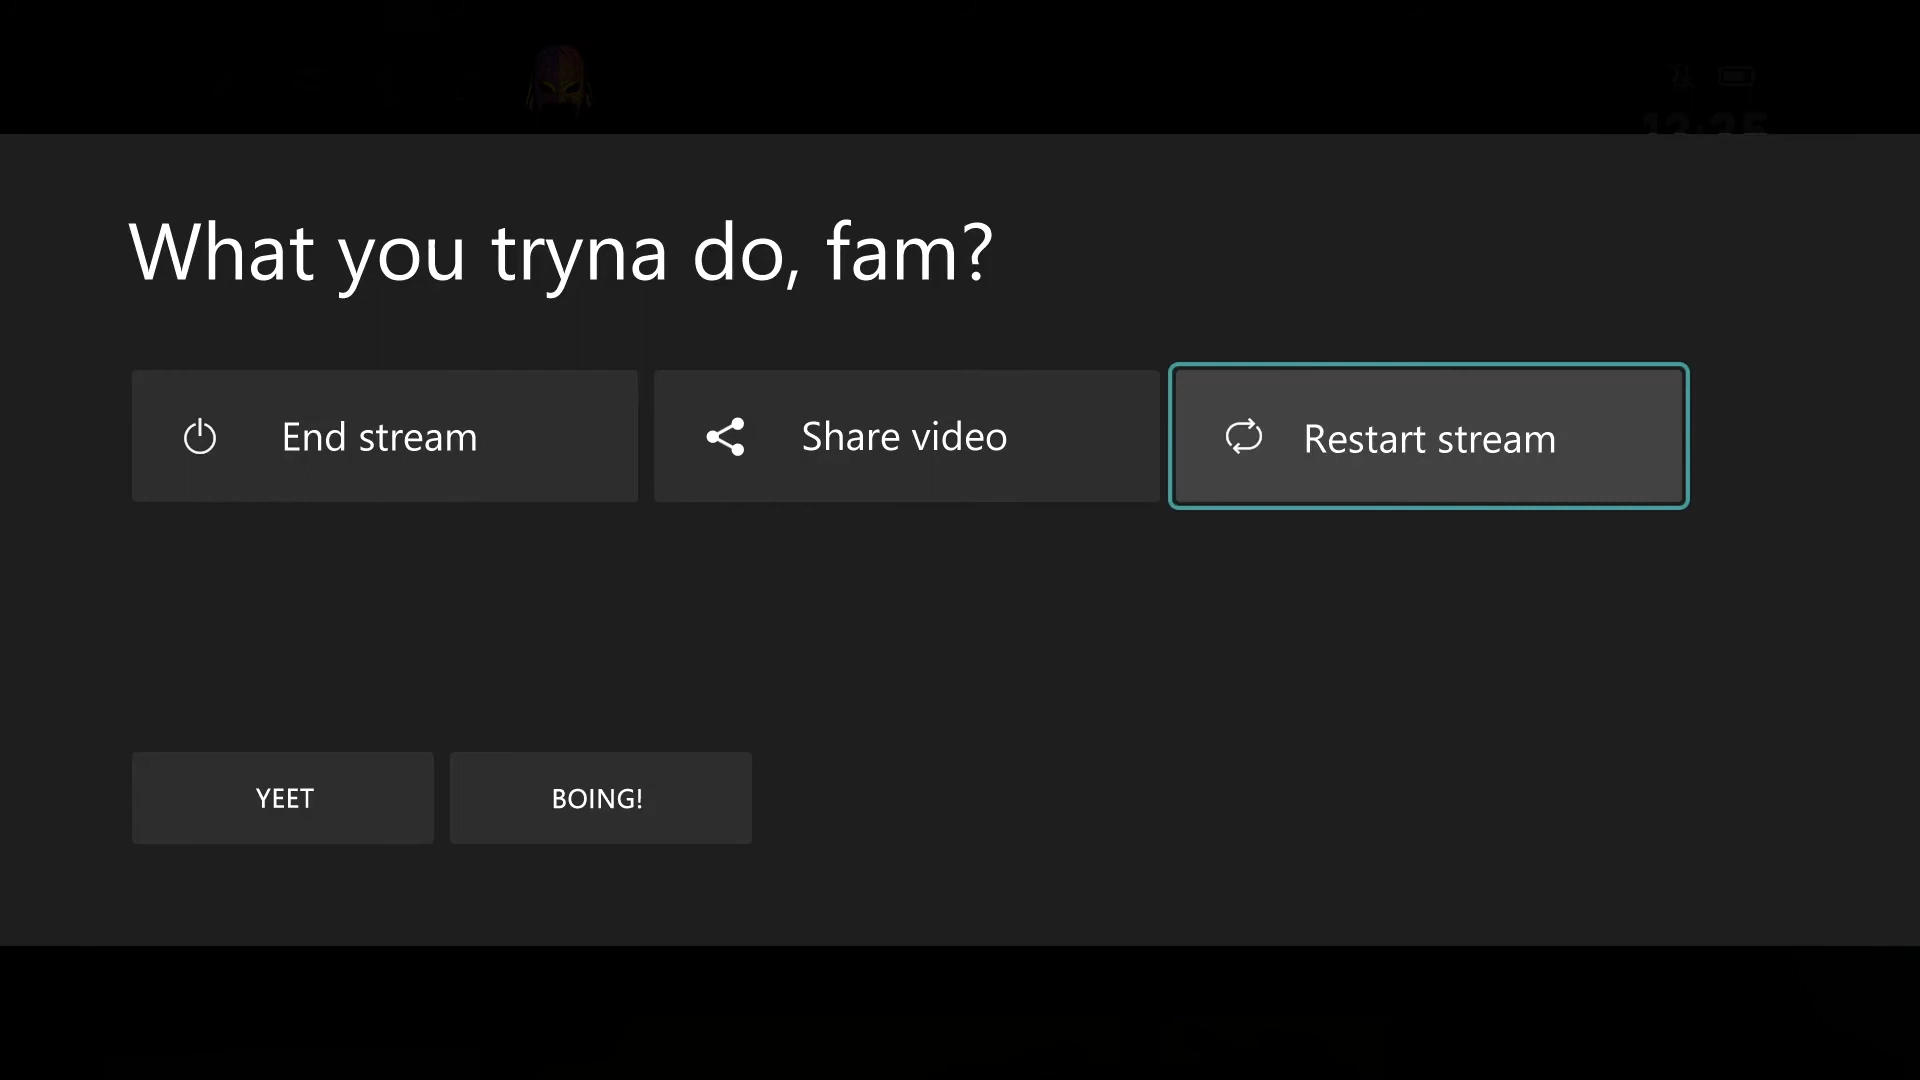 What you tryna do, fam?
End stream
Share video
Restart stream
YEET
BOING!